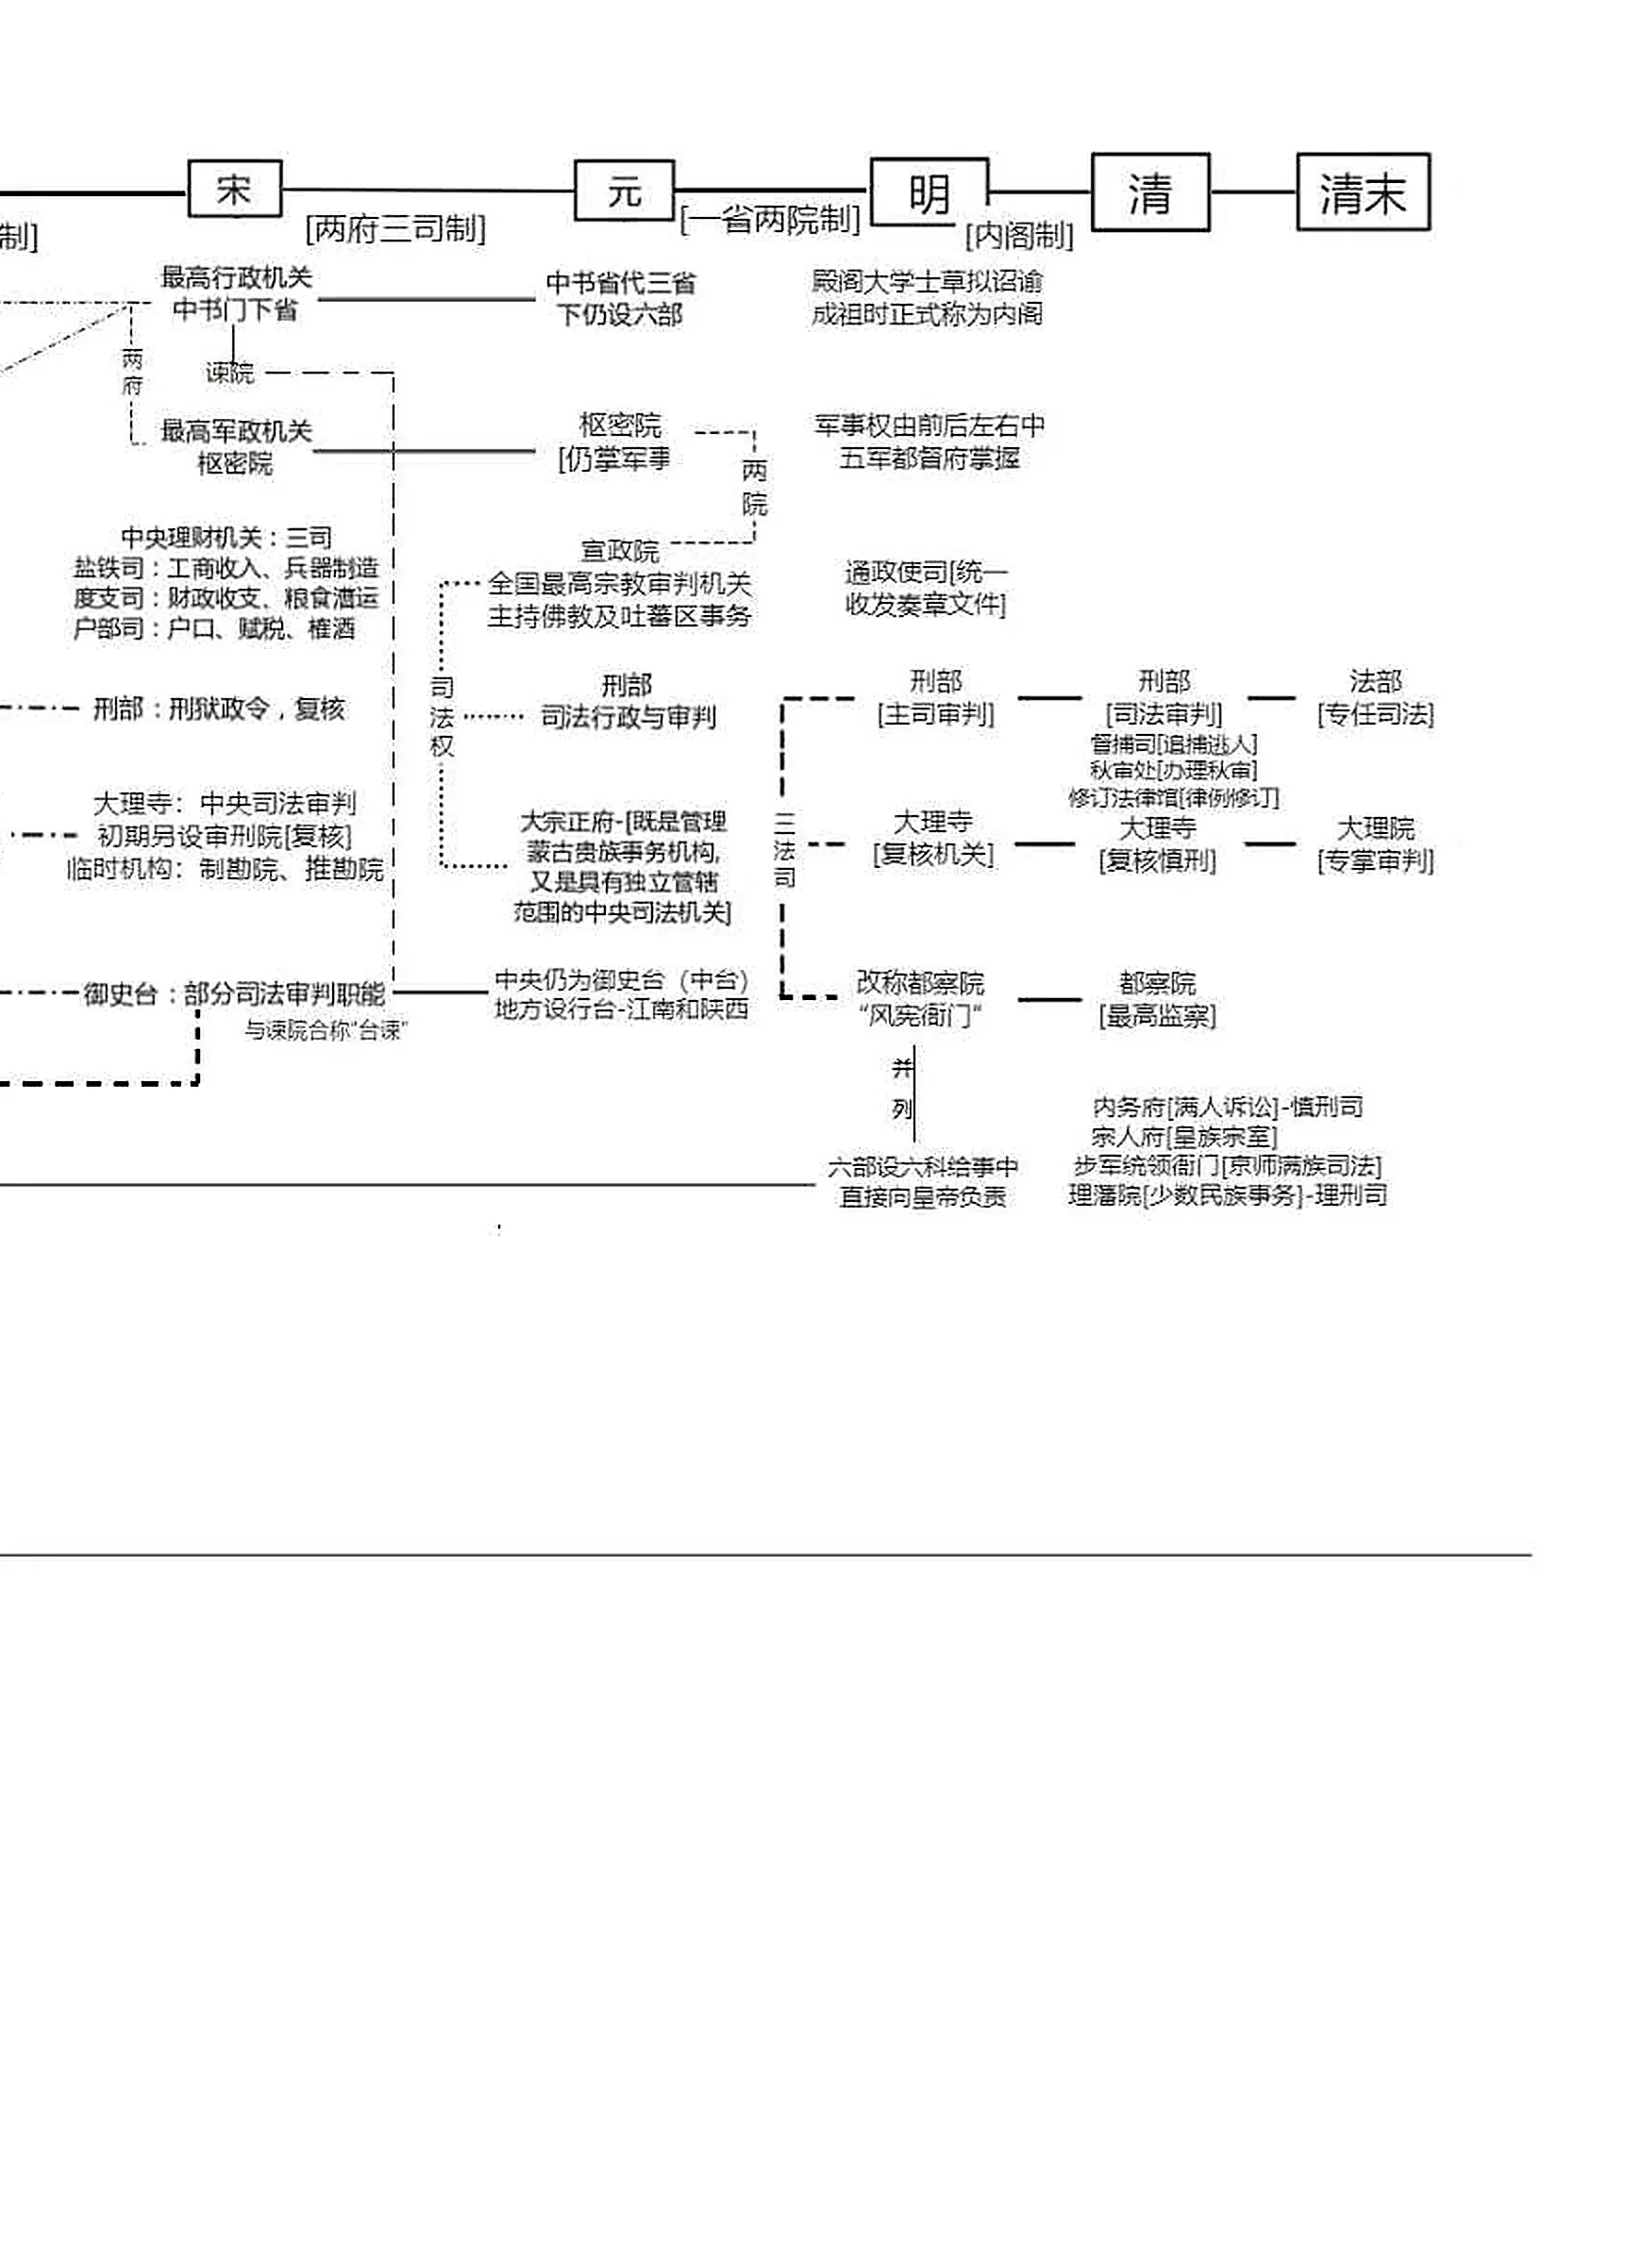 宋
元
明
清
清末
制]
[两府三司制]
[一省两院制]
[内阁制]
最高行政机关
中书门下省
两
府
谏院
最高军政机关
枢密院
中央理财机关：三司
盐铁司：工商收入、兵器制造
度支司：财政收支、粮食漕运
户部司：户口、赋税、榷酒
刑部：刑狱政令，复核
大理寺：中央司法审判
初期另设审刑院[复核]
临时机构：制勘院、推勘院
御史台：部分司法审判职能
与谏院合称"台谏"
中书省代三省
下仍设六部
枢密院
[仍掌军事
两
院
宣政院
全国最高宗教审判机关
主持佛教及吐蕃区事务
司
法
权
刑部
司法行政与审判
大宗正府-[既是管理
蒙古贵族事务机构,
又是具有独立管辖
范围的中央司法机关]
中央仍为御史台（中台）
地方设行台-江南和陕西
殿阁大学士草拟诏谕
成祖时正式称为内阁
军事权由前后左右中
五军都督府掌握
通政使司[统一
收发奏章文件]
三
法
司
刑部
[主司审判]
大理寺
[复核机关]
改称都察院
"风宪衙门"
并
列
六部设六科给事中
直接向皇帝负责
刑部
[司法审判]
督捕司[追捕逃人]
秋审处[办理秋审]
修订法律馆[律例修订]
大理寺
[复核慎刑]
都察院
[最高监察]
内务府[满人诉讼]-慎刑司
宗人府[皇族宗室]
步军统领衙门[京师满族司法]
理藩院[少数民族事务]-理刑司
法部
[专任司法]
大理院
[专掌审判]